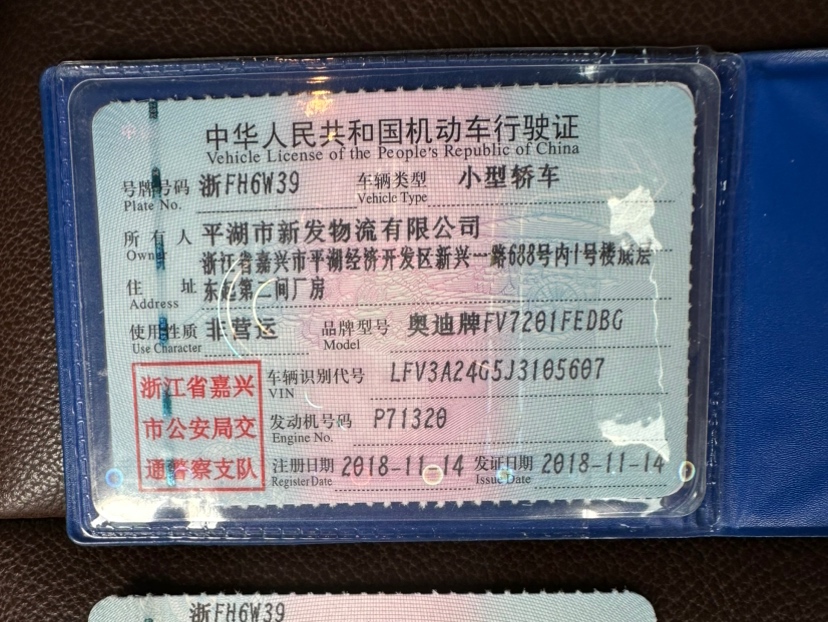 中华人民共和国机动车行驶证
Vehicle License of the People's Republic of China
号牌号码 浙FH6W39 车辆类型 小型轿车
Plate No. Vehicle Type
所有人 平湖市新发物流有限公司
Owner
浙江省嘉兴市平湖经济开发区新兴一路688号内1号楼底层
住址 东起第二间厂房
Address
使用性质 非营运 品牌型号 奥迪牌FV7201FEDBG
Use Character Model
浙江省嘉兴
市公安局交
通警察支队
车辆识别代号 LFV3A24G5J3105607
VIN
发动机号码 P71320
Engine No.
注册日期 2018-11-14 发证日期 2018-11-14
Register Date Issue Date
浙FH6W39